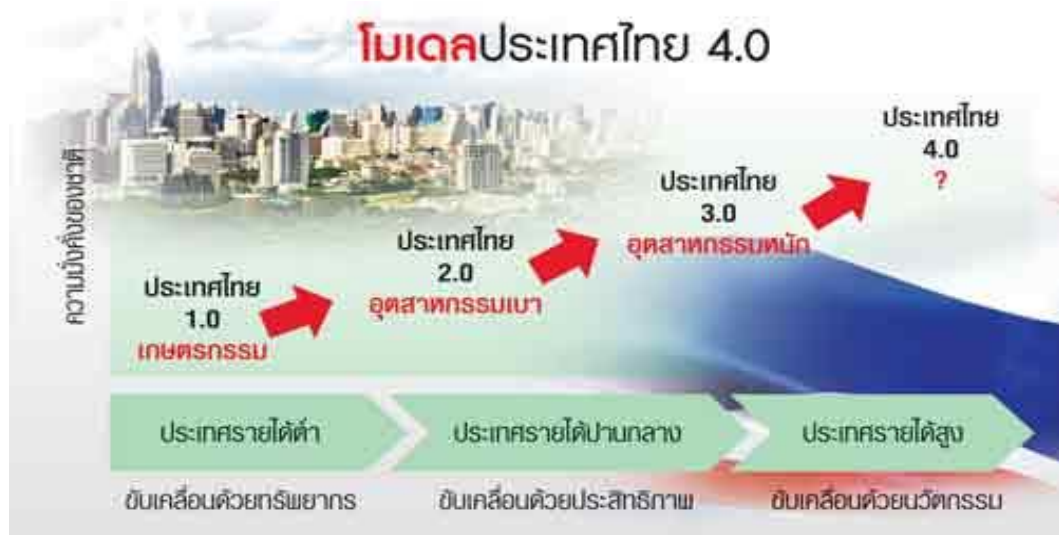 โมเดลประเทศไทย 4.0
ความมั่งคั่งของชาติ
ประเทศไทย
1.0
เกษตรกรรม
ประเทศไทย
2.0
อุตสาหกรรมเบา
ประเทศไทย
3.0
อุตสาหกรรมหนัก
ประเทศไทย
4.0
?
ประเทศรายได้ต่ำ
ประเทศรายได้ปานกลาง
ประเทศรายได้สูง
ขับเคลื่อนด้วยทรัพยากร
ขับเคลื่อนด้วยประสิทธิภาพ
ขับเคลื่อนด้วยนวัตกรรม